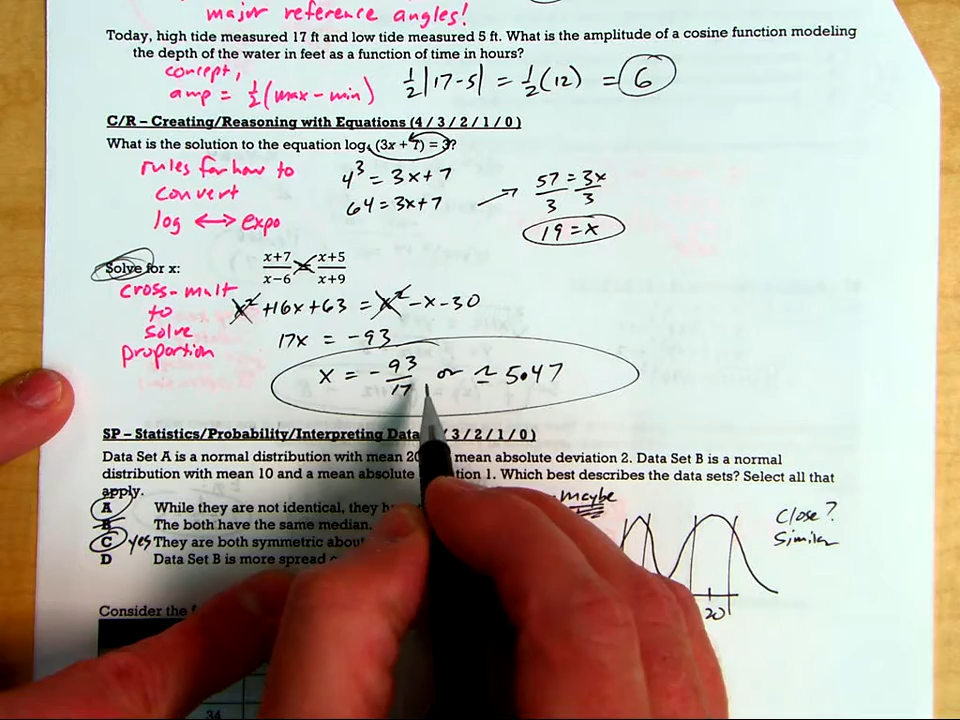 major reference angles!
Today, high tide measured 17 ft and low tide measured 5 ft. What is the amplitude of a cosine function modeling
the depth of the water in feet as a function of time in hours?
concept,
amp = ½(max-min)
½|17-5| = ½(12) = 6
C/R – Creating/Reasoning with Equations (4 / 3 / 2 / 1 / 0 )
What is the solution to the equation log₄ (3x + 7) = 3?
rules for how to
convert
log ↔ expo
4³ = 3x+7
64 = 3x+7
57 = 3x
3 3
19 = x
Solve for x:
x+7/x−6 = x+5/x+9
cross-mult
to
solve
proportion
x² +16x+63 = x² -x -30
17x = -93
x = -93/17 or ≃ 5.47
SP – Statistics/Probability/Interpreting Data / 3 / 2 / 1 / 0 )
Data Set A is a normal distribution with mean 20 mean absolute deviation 2. Data Set B is a normal
distribution with mean 10 and a mean absolute tion 1. Which best describes the data sets? Select all that
apply.
maybe
A While they are not identical, they h
B The both have the same median.
C yes They are both symmetric about
D Data Set B is more spread
Close?
Similar
20
Consider the f
34